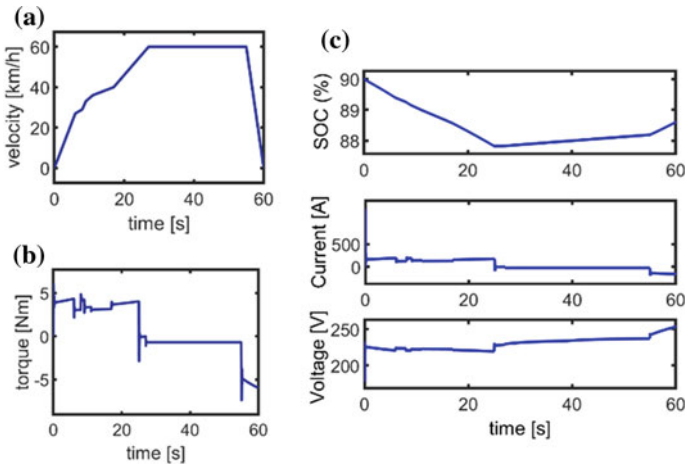 (a)
velocity [km/h]
60
40
20
0
0 20 40 60
time [s]
(b)
torque [Nm]
5
0
-5
0 20 40 60
time [s]
(c)
SOC (%)
90
89
88
0 20 40 60
Current [A]
500
0
0 20 40 60
Voltage [V]
250
200
0 20 40 60
time [s]